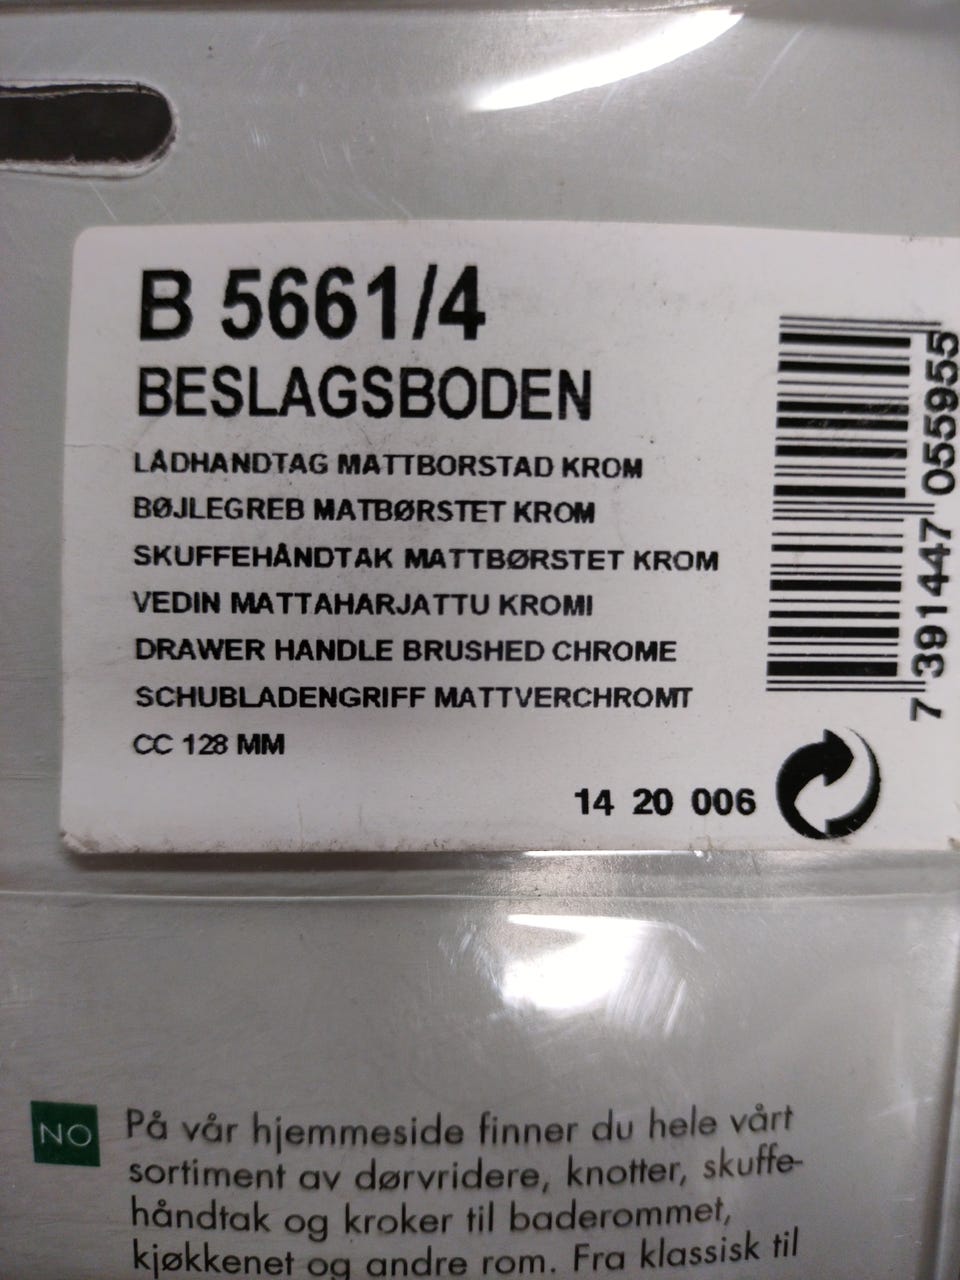 B 5661/4
BESLAGSBODEN
LÅDHANDTAG MATTBORSTAD KROM
BØJLEGREB MATBØRSTET KROM
SKUFFEHÅNDTAK MATTBØRSTET KROM
VEDIN MATTAHARJATTU KROMI
DRAWER HANDLE BRUSHED CHROME
SCHUBLADENGRIFF MATTVERCHROMT
CC 128 MM
14 20 006
7 391447 055955
NO
På vår hjemmeside finner du hele vårt
sortiment av dørvridere, knotter, skuffe-
håndtak og kroker til baderommet,
kjøkkenet og andre rom. Fra klassisk til